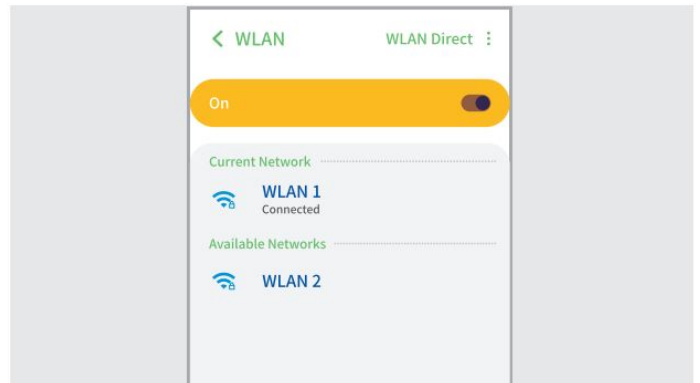 WLAN WLAN Direct
On
Current Network
WLAN 1
Connected
Available Networks
WLAN 2